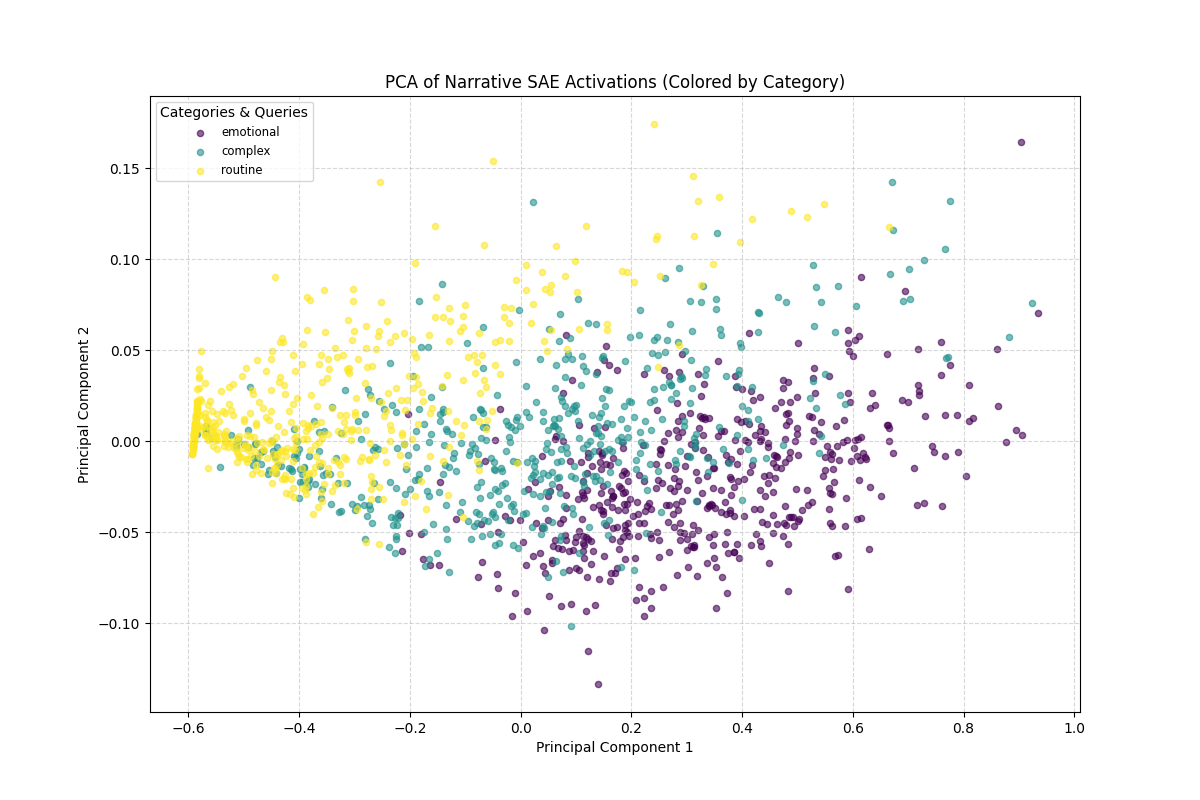 PCA of Narrative SAE Activations (Colored by Category)
Categories & Queries
emotional
complex
routine
0.15
0.10
0.05
0.00
−0.05
−0.10
Principal Component 2
−0.6 −0.4 −0.2 0.0 0.2 0.4 0.6 0.8 1.0
Principal Component 1